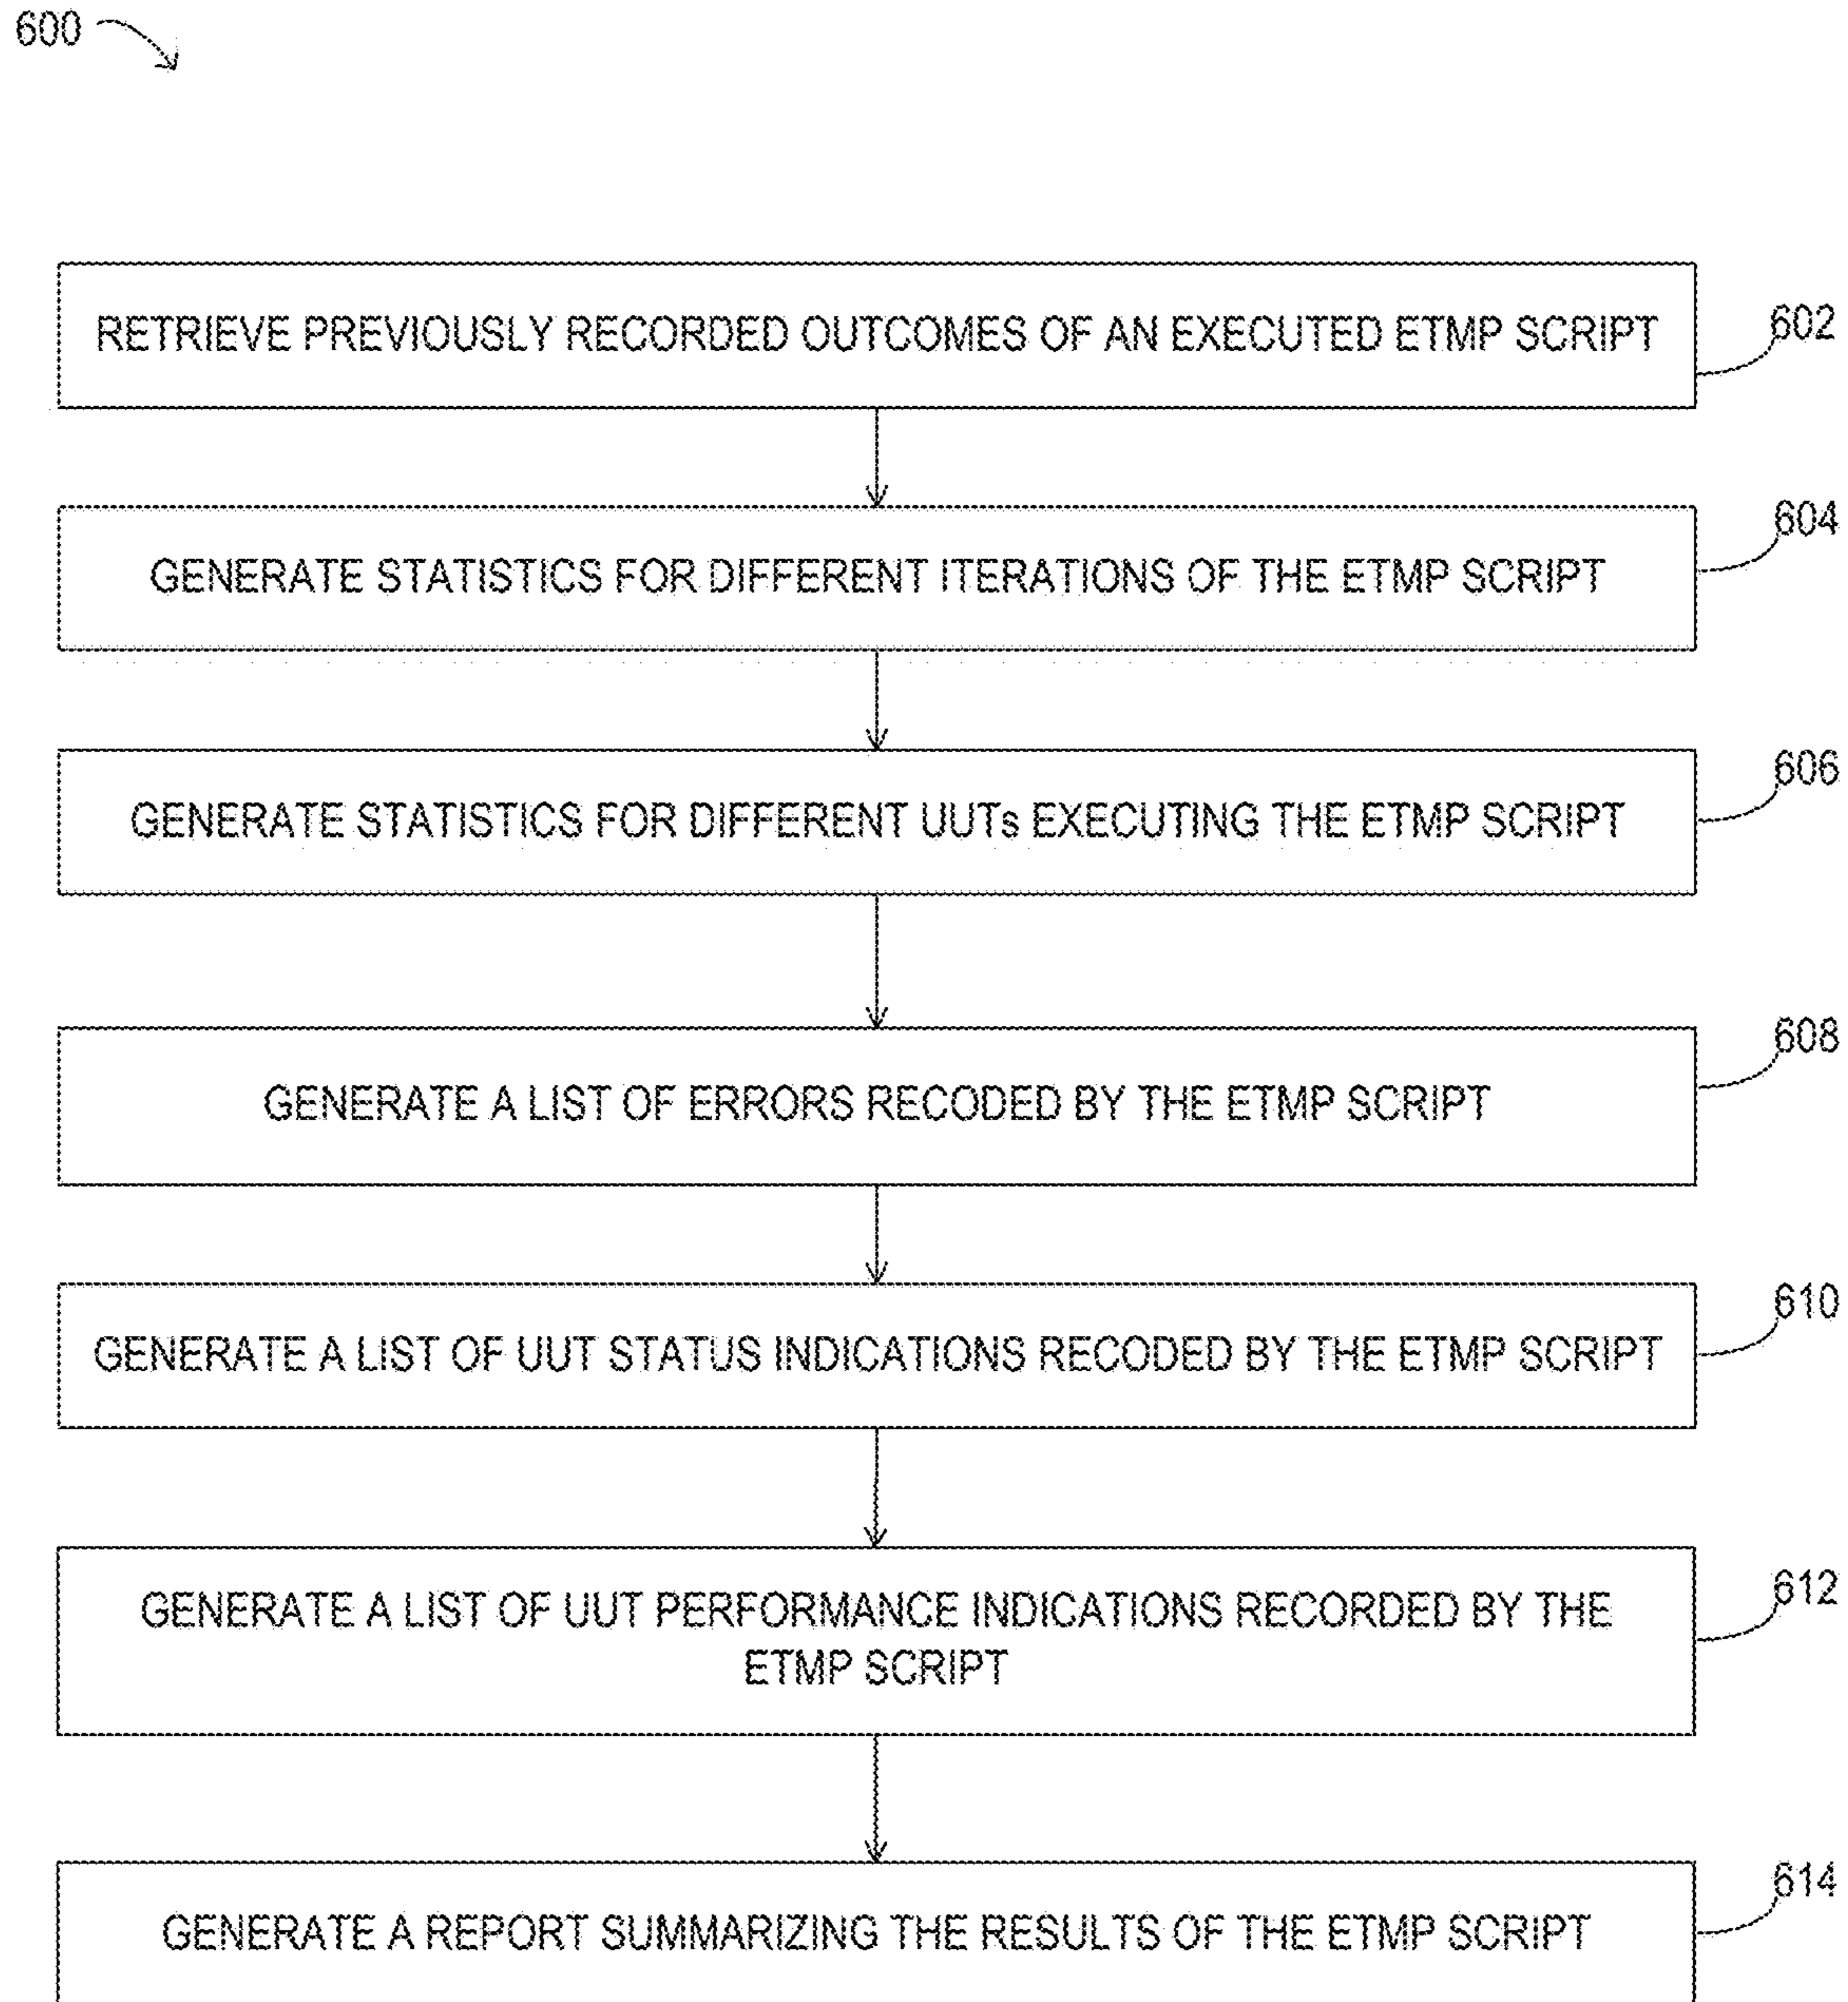 600
RETRIEVE PREVIOUSLY RECORDED OUTCOMES OF AN EXECUTED ETMP SCRIPT
602
GENERATE STATISTICS FOR DIFFERENT ITERATIONS OF THE ETMP SCRIPT
604
GENERATE STATISTICS FOR DIFFERENT UUTs EXECUTING THE ETMP SCRIPT
606
GENERATE A LIST OF ERRORS RECODED BY THE ETMP SCRIPT
608
GENERATE A LIST OF UUT STATUS INDICATIONS RECODED BY THE ETMP SCRIPT
610
GENERATE A LIST OF UUT PERFORMANCE INDICATIONS RECORDED BY THE
ETMP SCRIPT
612
GENERATE A REPORT SUMMARIZING THE RESULTS OF THE ETMP SCRIPT
614